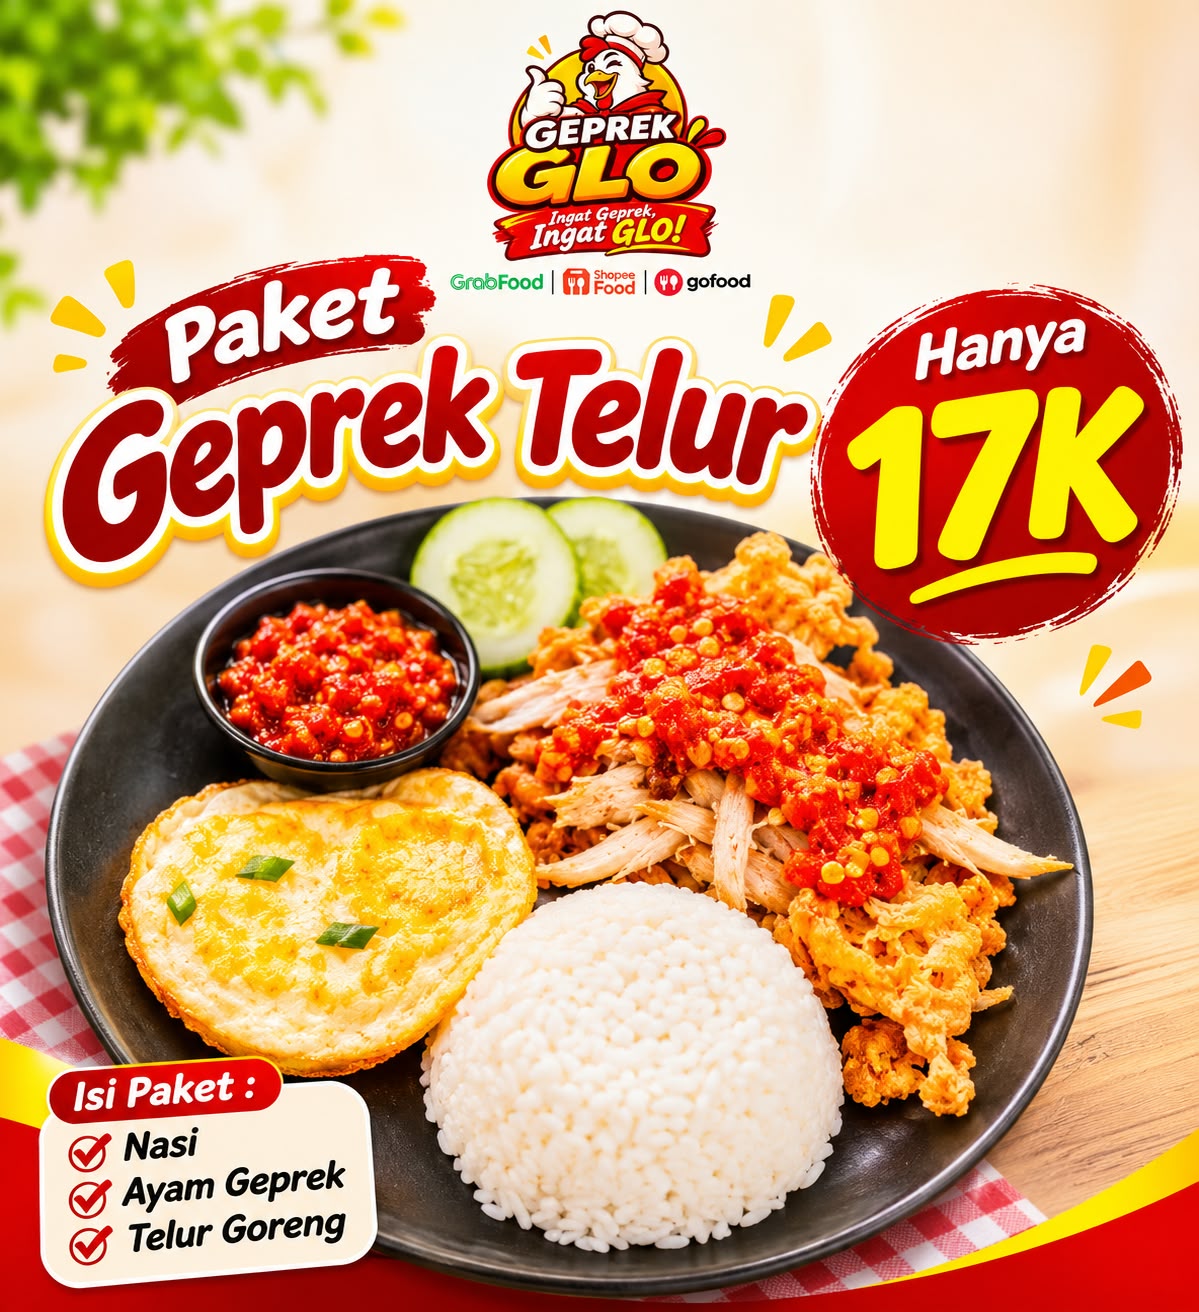 GEPREK
GLO
Ingat Geprek,
Ingat GLO!
GrabFood | Shopee Food | gofood
Paket
Geprek Telur
Hanya
17K
Isi Paket :
Nasi
Ayam Geprek
Telur Goreng